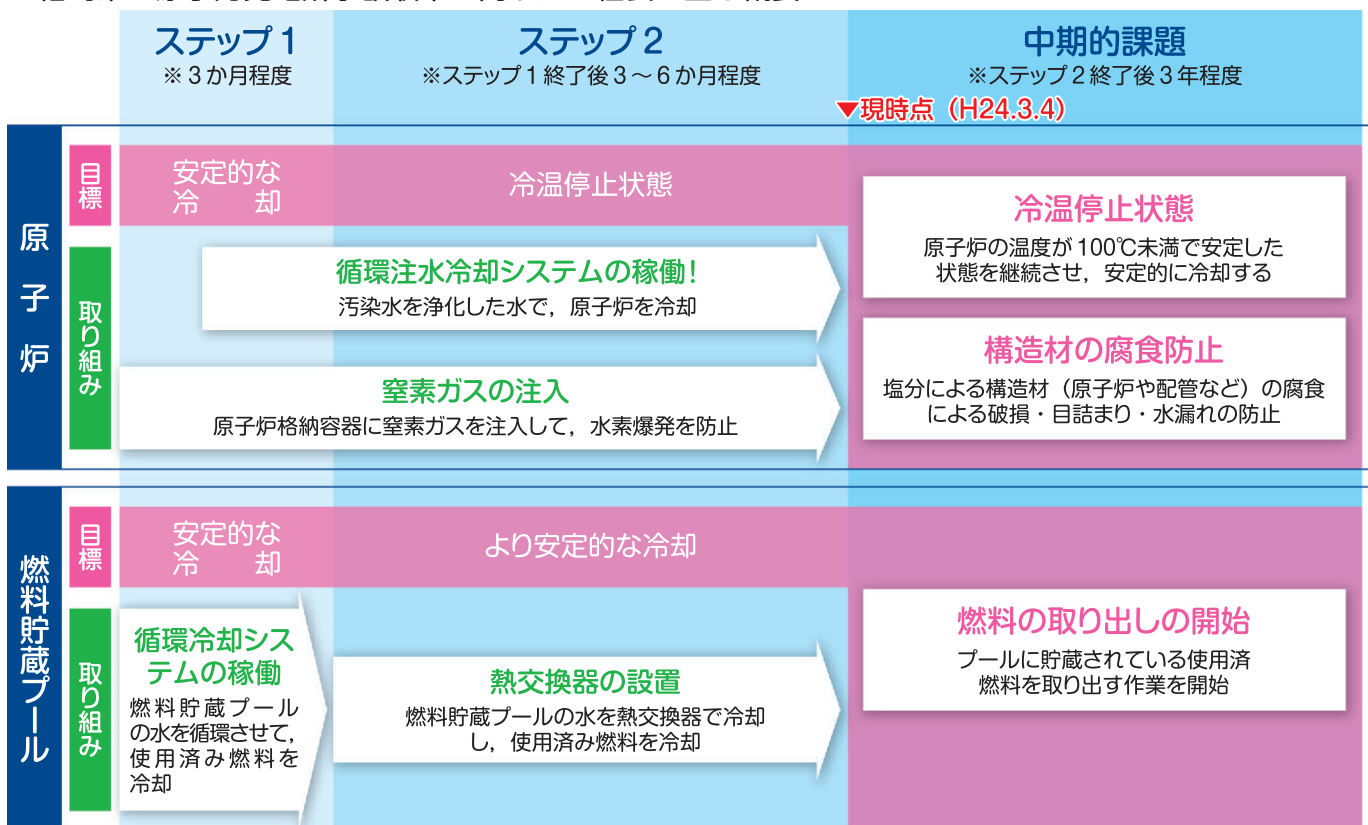 ステップ1
※3か月程度
ステップ2
※ステップ1終了後3～6か月程度
中期的課題
※ステップ2終了後3年程度
▼現時点（H24.3.4）
原子炉
目標
安定的な
冷却
冷温停止状態
取り組み
循環注水冷却システムの稼働！
汚染水を浄化した水で，原子炉を冷却
窒素ガスの注入
原子炉格納容器に窒素ガスを注入して，水素爆発を防止
冷温停止状態
原子炉の温度が100℃未満で安定した
状態を継続させ，安定的に冷却する
構造材の腐食防止
塩分による構造材（原子炉や配管など）の腐食
による破損・目詰まり・水漏れの防止
燃料貯蔵プール
目標
安定的な
冷却
より安定的な冷却
取り組み
循環冷却シス
テムの稼働
燃料貯蔵プール
の水を循環させて，
使用済み燃料を
冷却
熱交換器の設置
燃料貯蔵プールの水を熱交換器で冷却
し，使用済み燃料を冷却
燃料の取り出しの開始
プールに貯蔵されている使用済
燃料を取り出す作業を開始